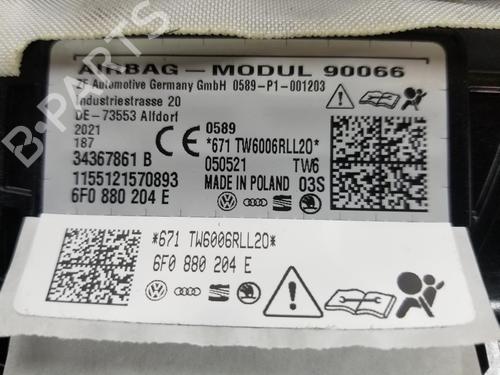 AIRBAG - MODUL 90066
ZF Automotive Germany GmbH 0589-P1-001203
Industriestrasse 20
DE-73553 Alfdorf
2021
187
34367861 B
1155121570893
6F0 880 204 E
CE 0589
*671 TW6006RLL20*
050521 TW6
MADE IN POLAND 03S
*671 TW6006RLL20*
6F0 880 204 E
B-PARTS